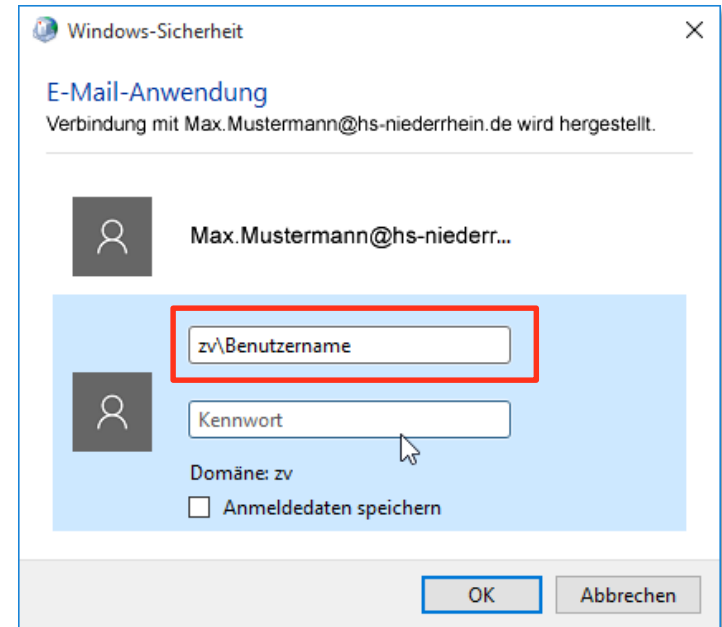 Windows-Sicherheit
E-Mail-Anwendung
Verbindung mit Max.Mustermann@hs-niederrhein.de wird hergestellt.
Max.Mustermann@hs-niederr...
zv\Benutzername
Kennwort
Domäne: zv
Anmeldedaten speichern
OK Abbrechen